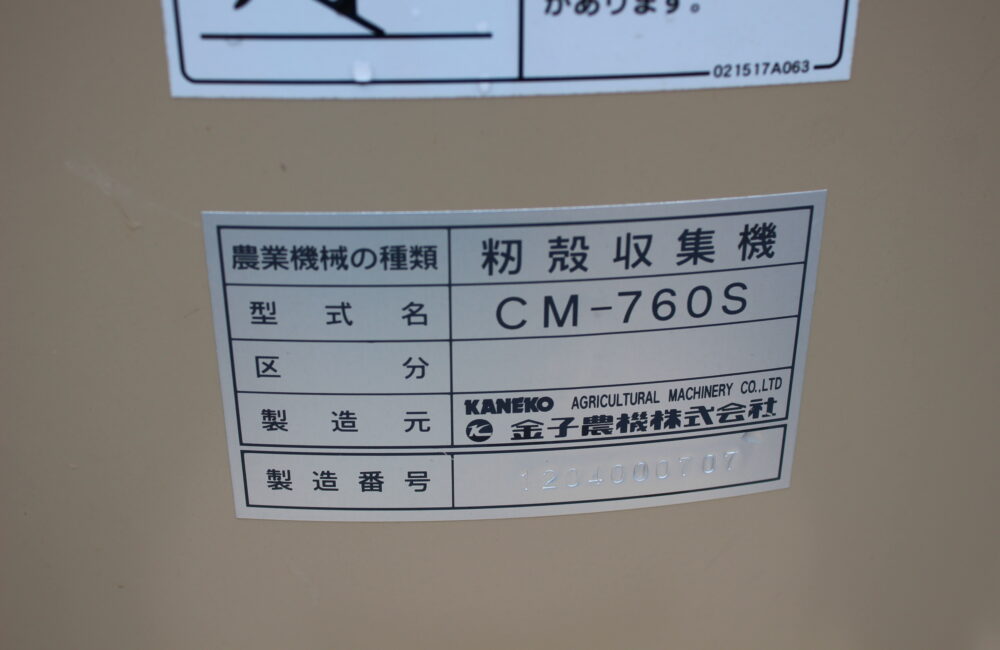 があります。
021517A063
農業機械の種類 籾殻収集機
型式名 CM-760S
区分
製造元 KANEKO AGRICULTURAL MACHINERY CO.,LTD
金子農機株式会社
製造番号 1204000707